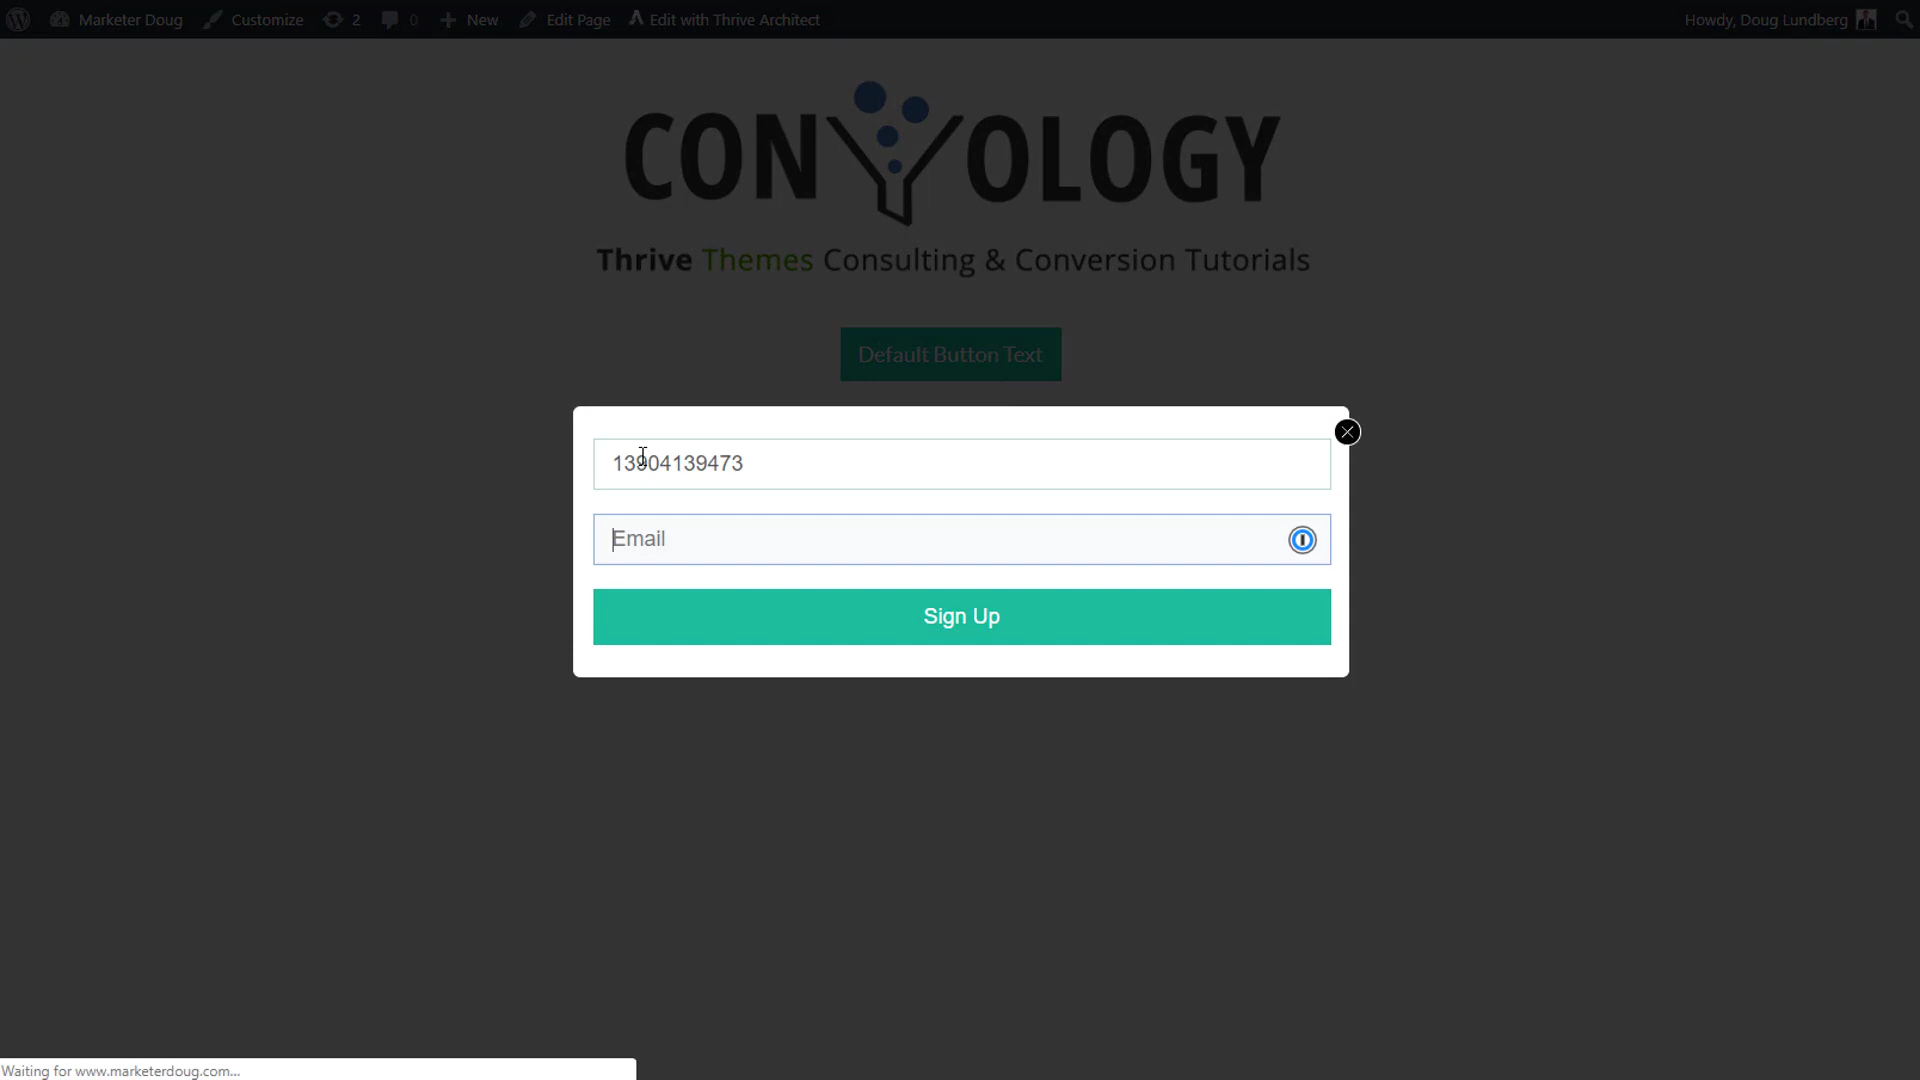 Marketer Doug Customize 2 0 New Edit Page Edit with Thrive Architect Howdy, Doug Lundberg
CONVOLOGY
Thrive Themes Consulting & Conversion Tutorials
Default Button Text
13904139473
Email
Sign Up
Waiting for www.marketerdoug.com...